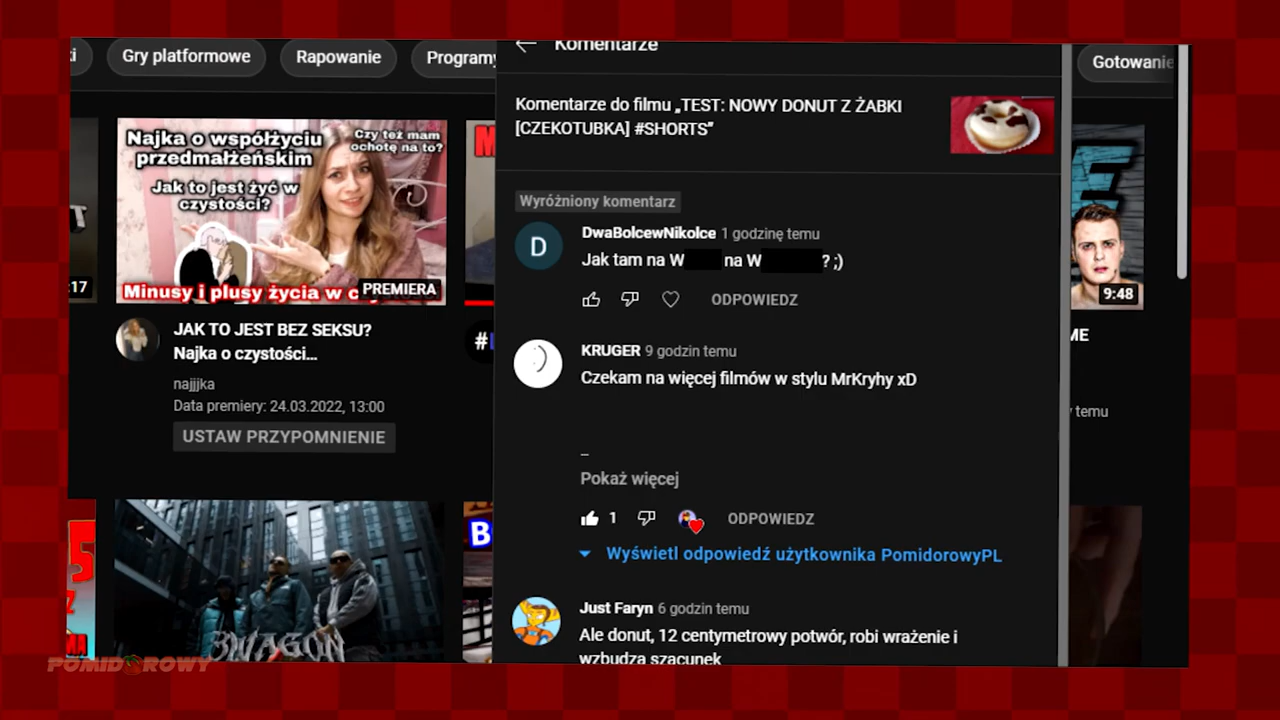 Gry platformowe
Rapowanie
Gotowanie
Najka o współżyciu
przedmałżeńskim
Czy też mam
ochotę na to?
Jak to jest żyć w
czystości?
Minusy i plusy życia w
PREMIERA
17
JAK TO JEST BEZ SEKSU?
Najka o czystości...
najjjka
Data premiery: 24.03.2022, 13:00
USTAW PRZYPOMNIENIE
3WAGON
Komentarze
Komentarze do filmu „TEST: NOWY DONUT Z ŻABKI
[CZEKOTUBKA] #SHORTS”
Wyróżniony komentarz
D
DwaBolcewNikolce 1 godzinę temu
Jak tam na W na W ? ;)
ODPOWIEDZ
KRUGER 9 godzin temu
Czekam na więcej filmów w stylu MrKryhy xD
_
Pokaż więcej
1
ODPOWIEDZ
Wyświetl odpowiedź użytkownika PomidorowyPL
Just Faryn 6 godzin temu
Ale donut, 12 centymetrowy potwór, robi wrażenie i
wzbudza szacunek
9:48
ME
temu
POMIDOROWY